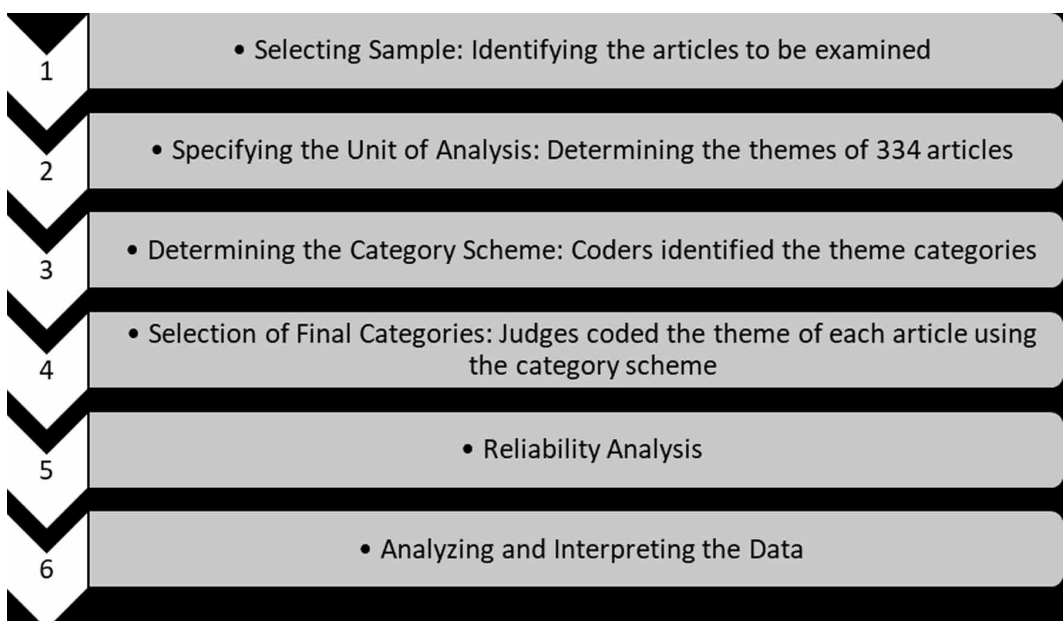 1
• Selecting Sample: Identifying the articles to be examined
2
• Specifying the Unit of Analysis: Determining the themes of 334 articles
3
• Determining the Category Scheme: Coders identified the theme categories
4
• Selection of Final Categories: Judges coded the theme of each article using
the category scheme
5
• Reliability Analysis
6
• Analyzing and Interpreting the Data